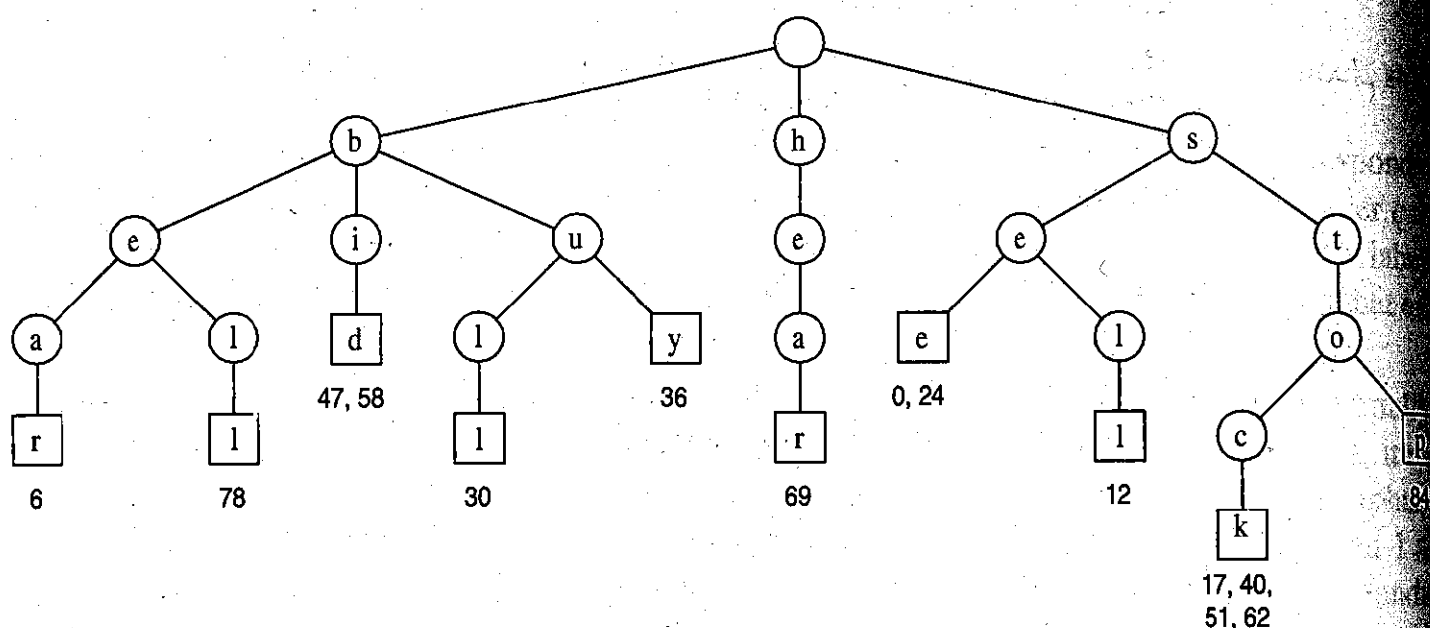 b h s
e i u e e t
a l d l y a e l o
r l l r l c p
47, 58 36 0, 24
k
6 78 30 69 12 84
17, 40,
51, 62